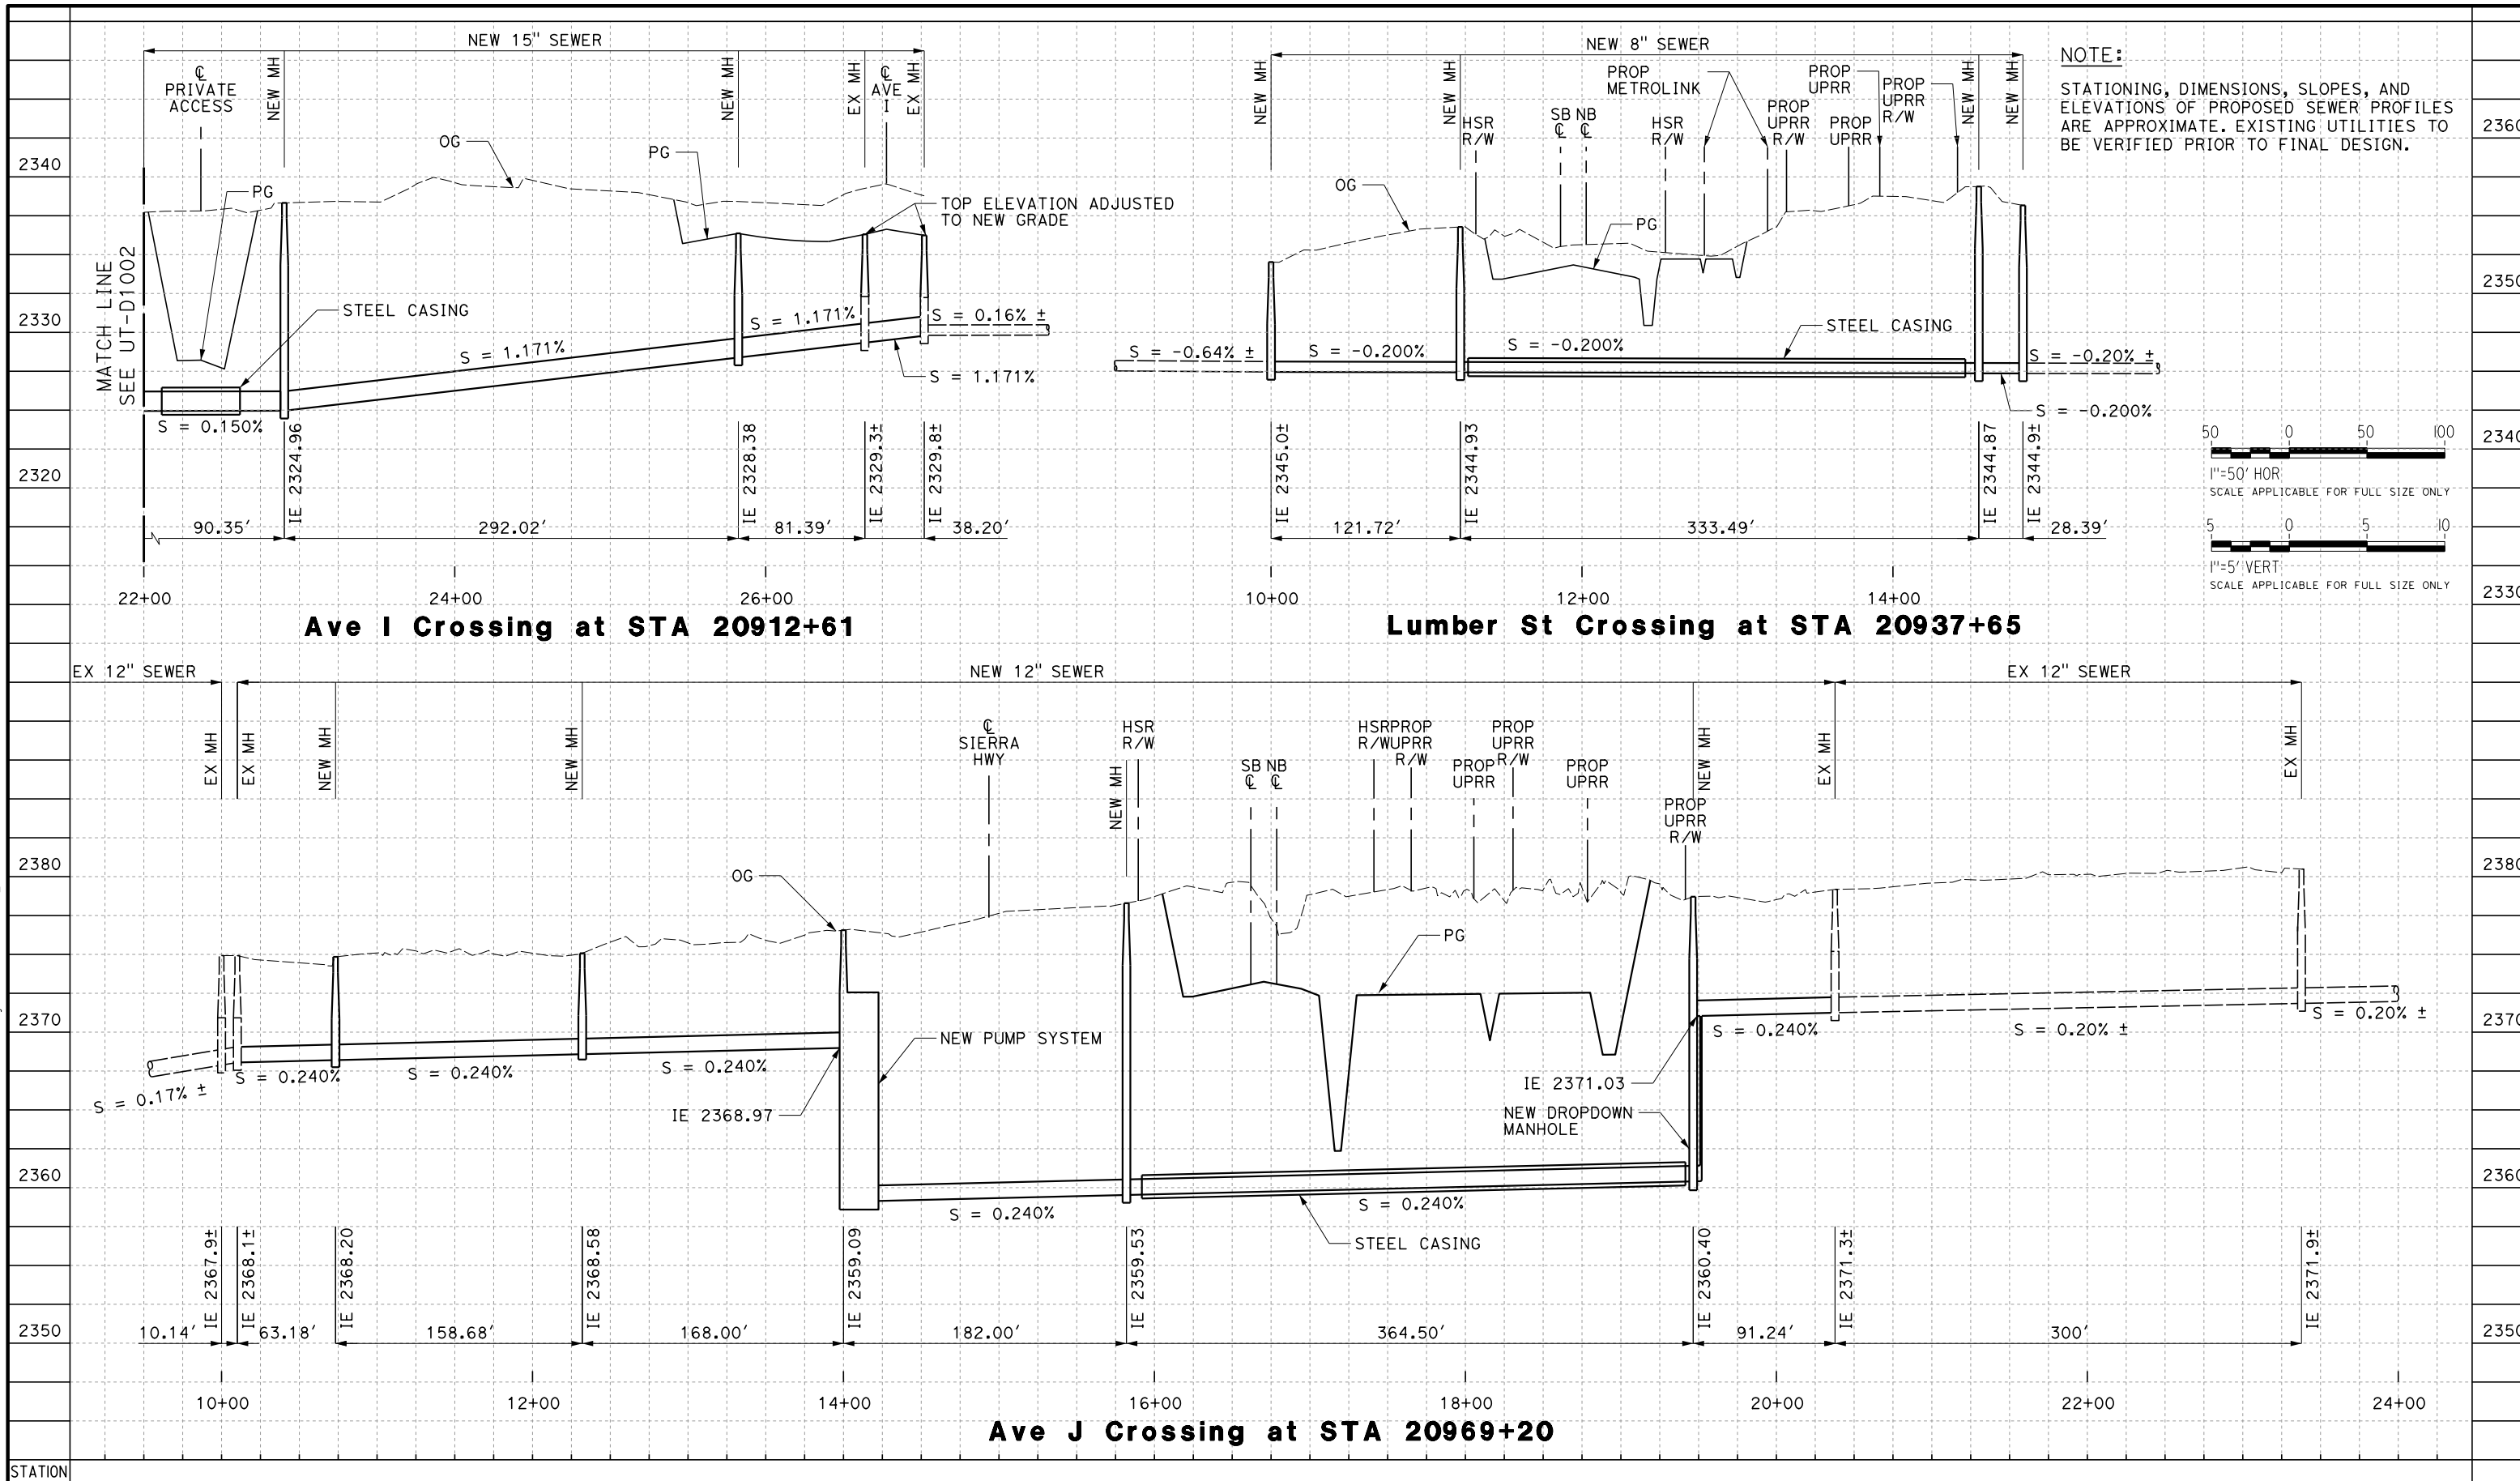 NEW 15" SEWER
℄
PRIVATE
ACCESS
NEW MH
NEW MH
EX MH
℄
AVE
I
EX MH
OG
PG
PG
TOP ELEVATION ADJUSTED
TO NEW GRADE
MATCH LINE
SEE UT-D1002
STEEL CASING
S = 0.150%
S = 1.171%
S = 1.171%
S = 0.16% ±
S = 1.171%
2340
2330
2320
IE 2324.96
IE 2328.38
IE 2329.3±
IE 2329.8±
90.35'
292.02'
81.39'
38.20'
22+00
24+00
26+00
Ave I Crossing at STA 20912+61
NEW 8" SEWER
NEW MH
NEW MH
HSR
R/W
SB
℄
NB
℄
HSR
R/W
PROP
METROLINK
PROP
UPRR
R/W
PROP
UPRR
PROP
UPRR
PROP
UPRR
R/W
NEW MH
NEW MH
OG
PG
STEEL CASING
S = -0.64% ±
S = -0.200%
S = -0.200%
S = -0.20% ±
S = -0.200%
IE 2345.0±
IE 2344.93
IE 2344.87
IE 2344.9±
121.72'
333.49'
28.39'
10+00
12+00
14+00
Lumber St Crossing at STA 20937+65
NOTE:
STATIONING, DIMENSIONS, SLOPES, AND
ELEVATIONS OF PROPOSED SEWER PROFILES
ARE APPROXIMATE. EXISTING UTILITIES TO
BE VERIFIED PRIOR TO FINAL DESIGN.
50 0 50 100
1"=50' HOR
SCALE APPLICABLE FOR FULL SIZE ONLY
5 0 5 10
1"=5' VERT
SCALE APPLICABLE FOR FULL SIZE ONLY
EX 12" SEWER
NEW 12" SEWER
EX 12" SEWER
EX MH
EX MH
NEW MH
NEW MH
℄
SIERRA
HWY
NEW MH
HSR
R/W
SB
℄
NB
℄
HSR
R/W
PROP
UPRR
R/W
PROP
UPRR
PROP
UPRR
R/W
PROP
UPRR
PROP
UPRR
R/W
NEW MH
EX MH
EX MH
OG
PG
NEW PUMP SYSTEM
IE 2368.97
IE 2371.03
NEW DROPDOWN
MANHOLE
STEEL CASING
S = 0.17% ±
S = 0.240%
S = 0.240%
S = 0.240%
S = 0.240%
S = 0.240%
S = 0.240%
S = 0.20% ±
S = 0.20% ±
2380
2370
2360
2350
IE 2367.9±
IE 2368.1±
IE 2368.20
IE 2368.58
IE 2359.09
IE 2359.53
IE 2360.40
IE 2371.3±
IE 2371.9±
10.14'
63.18'
158.68'
168.00'
182.00'
364.50'
91.24'
300'
10+00
12+00
14+00
16+00
18+00
20+00
22+00
24+00
Ave J Crossing at STA 20969+20
STATION